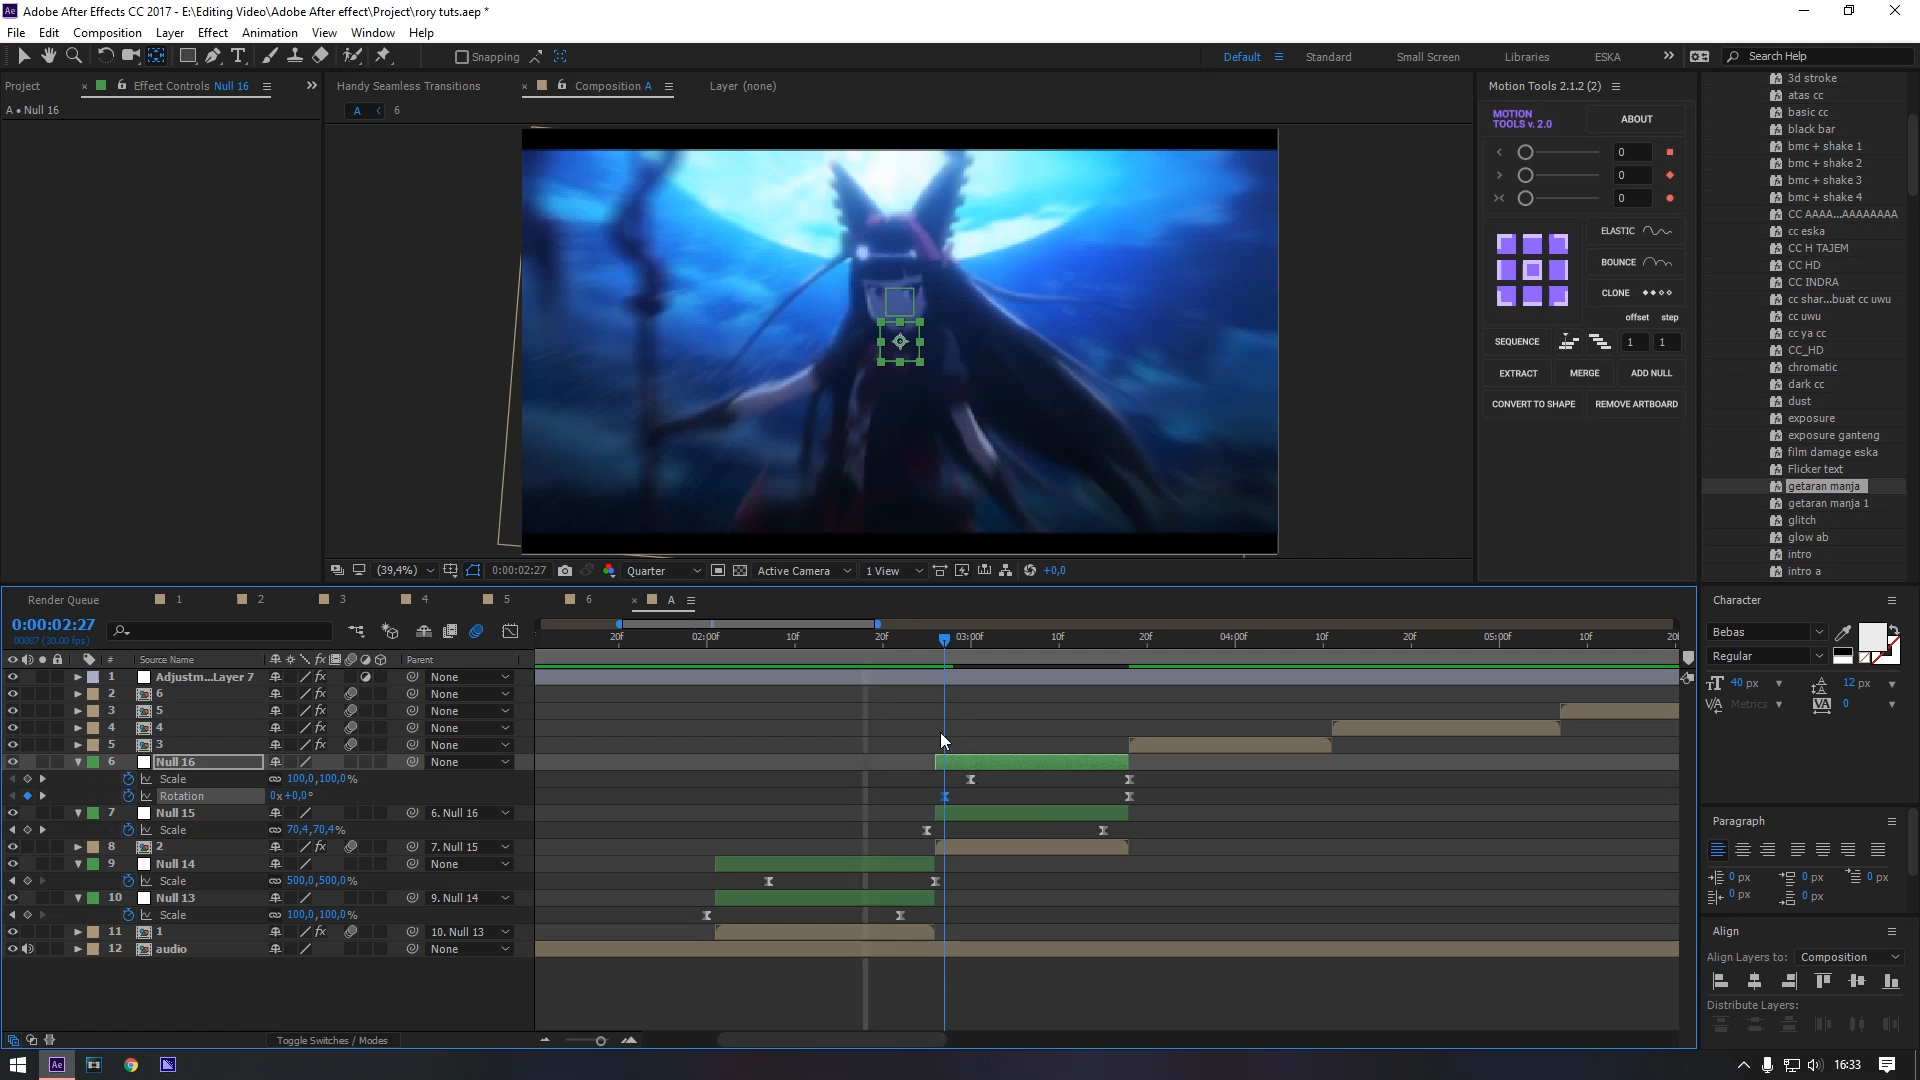 Adobe After Effects CC 2017 - E:\Editing Video\Adobe After effect\Project\rory tuts.aep *
File Edit Composition Layer Effect Animation View Window Help
Snapping
Default Standard Small Screen Libraries ESKA
Search Help
Project Effect Controls Null 16
Handy Seamless Transitions Composition A Layer (none)
Motion Tools 2.1.2 (2)
A • Null 16
A 6
MOTION
TOOLS v. 2.0
ABOUT
0
0
0
ELASTIC
BOUNCE
CLONE
offset step
SEQUENCE 1 1
EXTRACT MERGE ADD NULL
CONVERT TO SHAPE REMOVE ARTBOARD
3d stroke
atas cc
basic cc
black bar
bmc + shake 1
bmc + shake 2
bmc + shake 3
bmc + shake 4
CC AAAA...AAAAAAAA
cc eska
CC H TAJEM
CC HD
CC INDRA
cc shar...buat cc uwu
cc uwu
cc ya cc
CC_HD
chromatic
dark cc
dust
exposure
exposure ganteng
film damage eska
Flicker text
getaran manja
getaran manja 1
glitch
glow ab
intro
intro a
(39,4%) 0:00:02:27 Quarter Active Camera 1 View +0,0
Render Queue 1 2 3 4 5 6 A
0:00:02:27
00087 (30.00 fps)
20f 02:00f 10f 20f 03:00f 10f 20f 04:00f 10f 20f 05:00f 10f 20
# Source Name Parent
1 Adjustm...Layer 7 None
2 6 None
3 5 None
4 4 None
5 3 None
6 Null 16 None
Scale 100,0,100,0%
Rotation 0x+0,0°
7 Null 15 6. Null 16
Scale 70,4,70,4%
8 2 7. Null 15
9 Null 14 None
Scale 500,0,500,0%
10 Null 13 9. Null 14
Scale 100,0,100,0%
11 1 10. Null 13
12 audio None
Toggle Switches / Modes
Character
Bebas
Regular
40 px 12 px
Metrics 0
Paragraph
0 px 0 px 0 px
0 px 0 px
Align
Align Layers to: Composition
Distribute Layers:
16:33